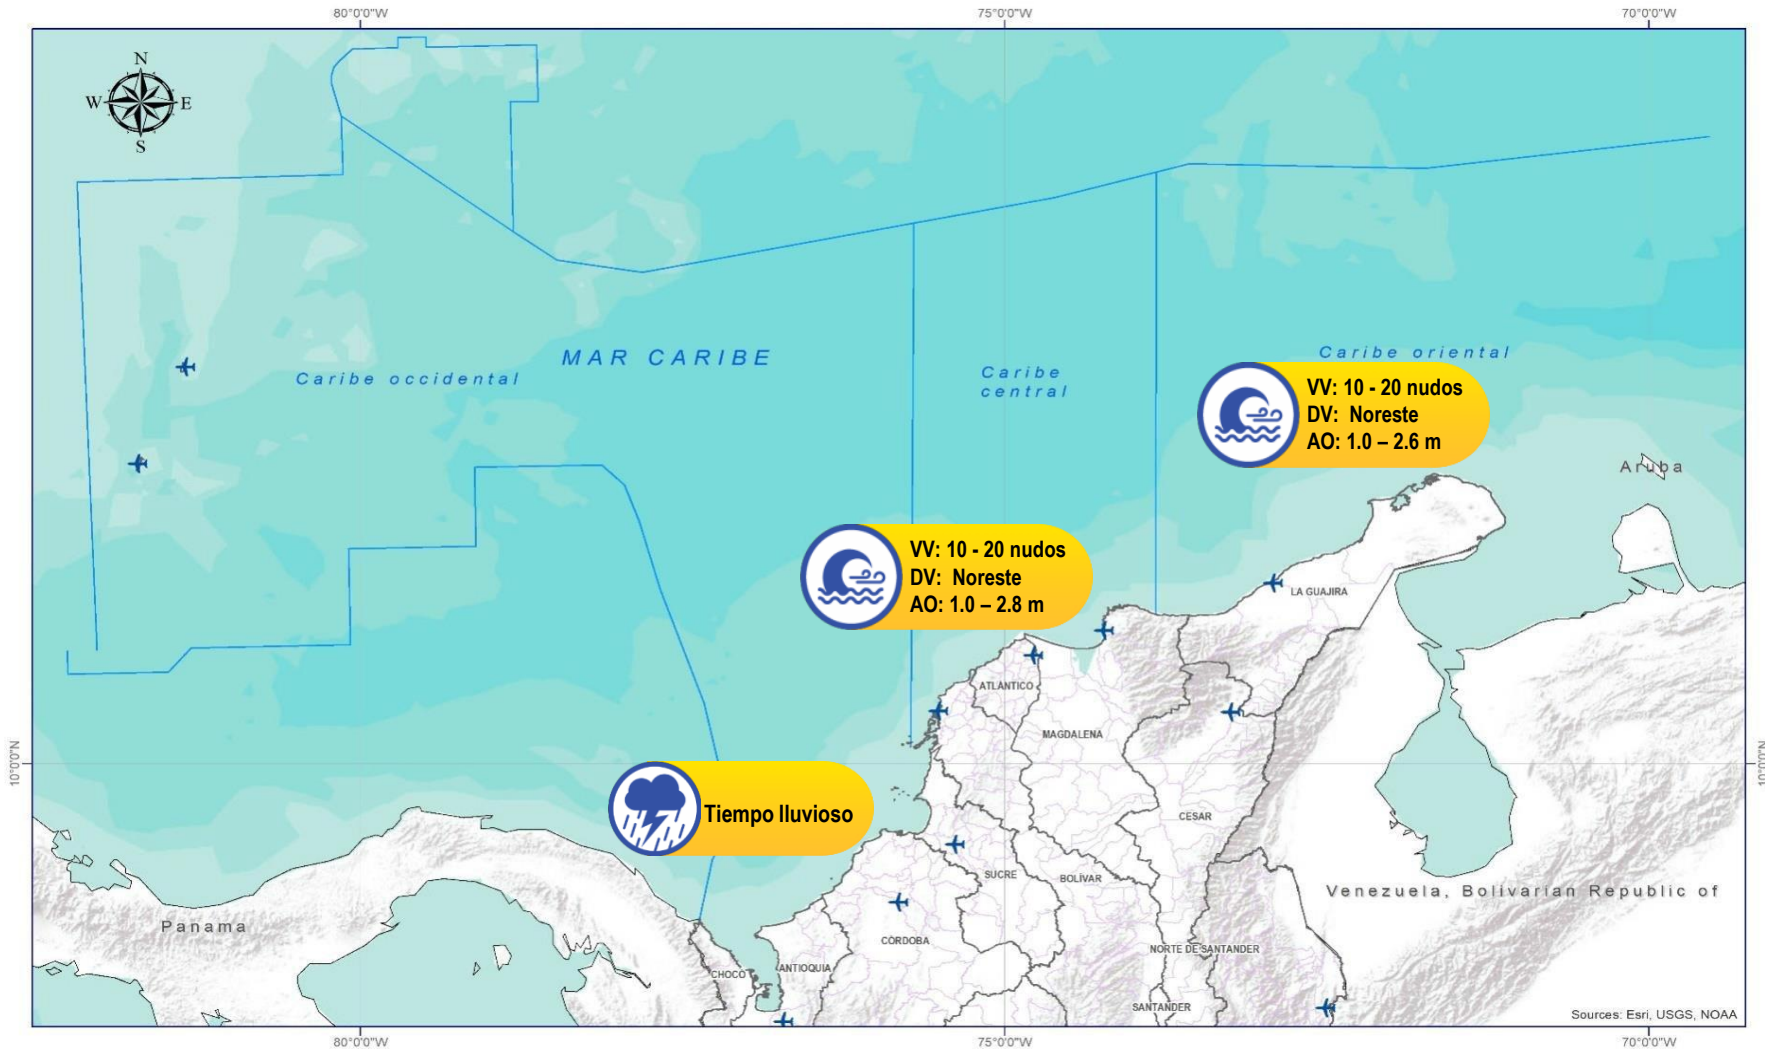 80°0'0"W
75°0'0"W
70°0'0"W
N
W
E
S
MAR CARIBE
Caribe occidental
Caribe
central
Caribe oriental
VV: 10 - 20 nudos
DV: Noreste
AO: 1.0 – 2.6 m
Aruba
VV: 10 - 20 nudos
DV: Noreste
AO: 1.0 – 2.8 m
LA GUAJIRA
ATLANTICO
MAGDALENA
10°0'0"N
10°0'0"N
Tiempo lluvioso
CESAR
SUCRE
BOLÍVAR
Venezuela, Bolivarian Republic of
Panama
CÓRDOBA
NORTE DE SANTANDER
CHOCO
ANTIOQUIA
SANTANDER
Sources: Esri, USGS, NOAA
80°0'0"W
75°0'0"W
70°0'0"W